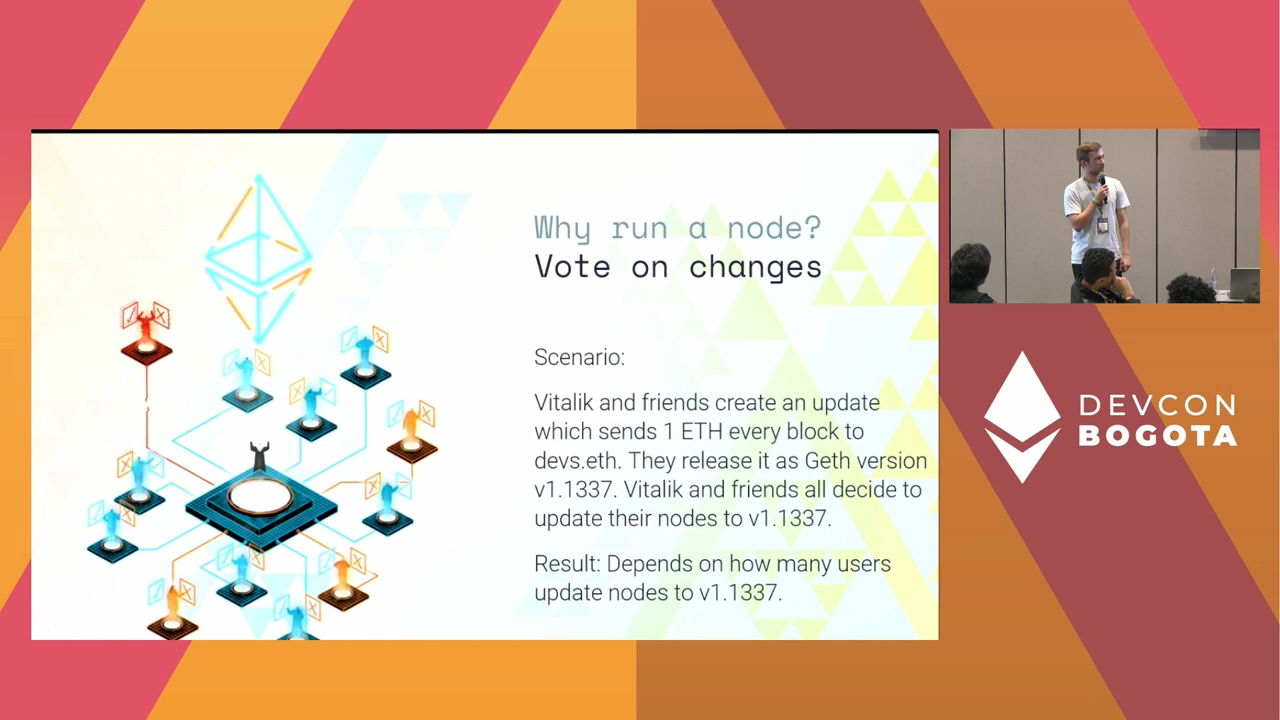 Why run a node?
Vote on changes
Scenario:
Vitalik and friends create an update
which sends 1 ETH every block to
devs.eth. They release it as Geth version
v1.1337. Vitalik and friends all decide to
update their nodes to v1.1337.
Result: Depends on how many users
update nodes to v1.1337.
DEVCON
BOGOTA